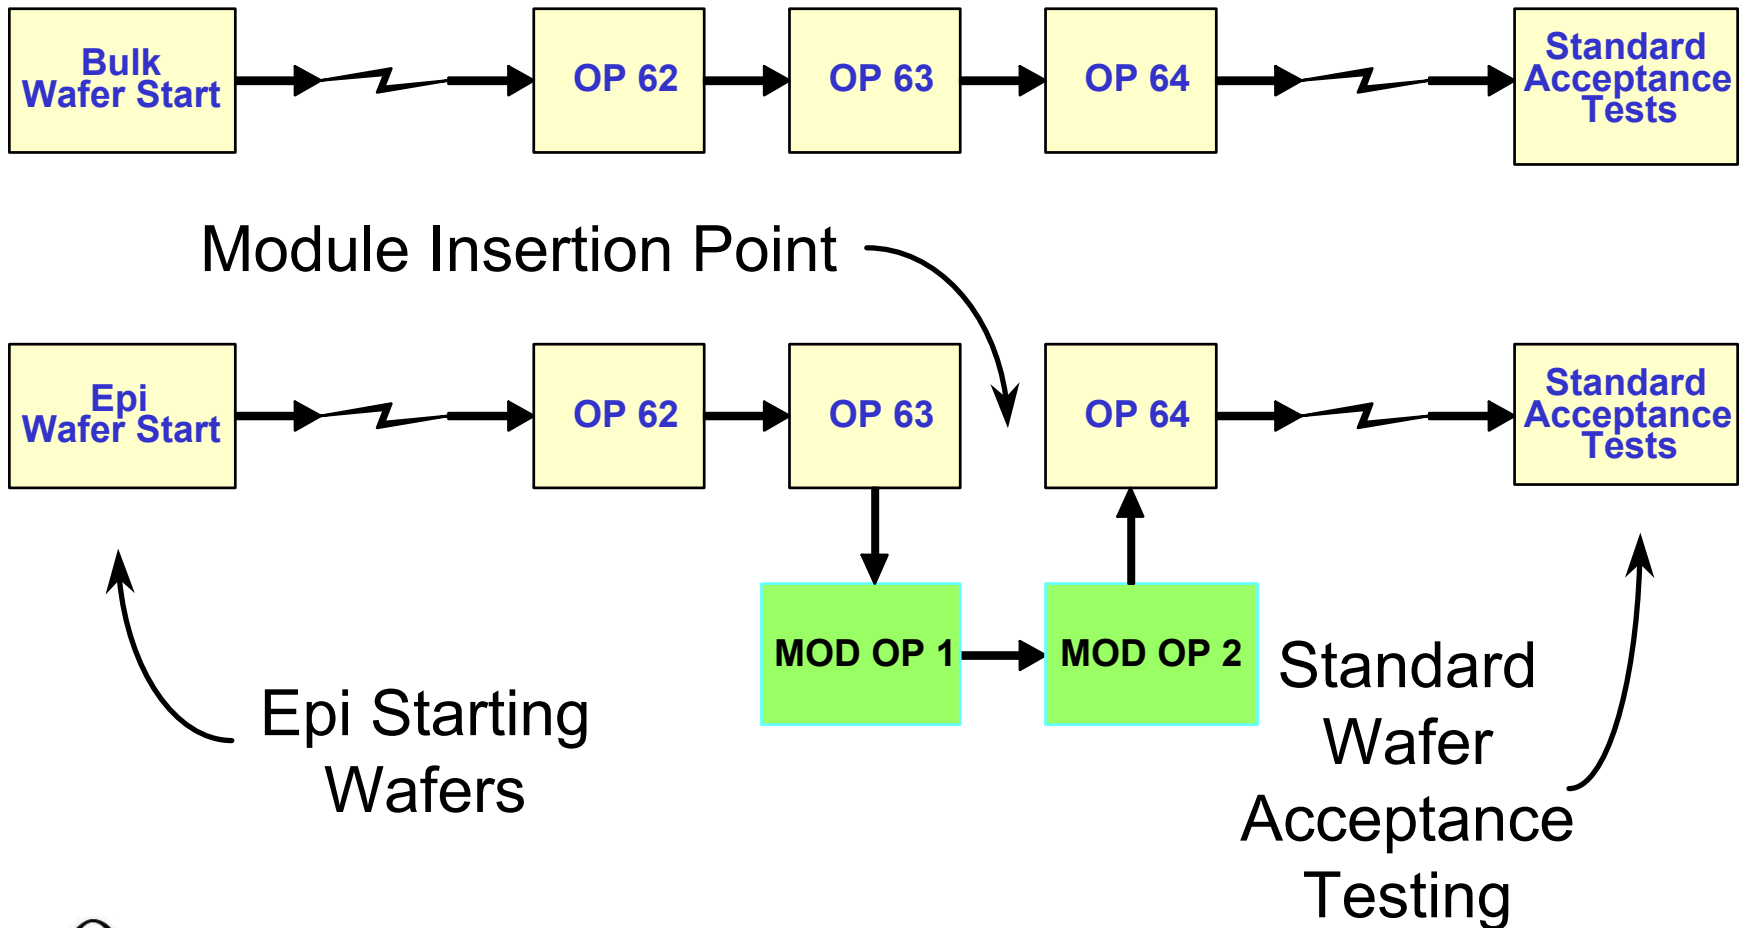 Bulk
Wafer Start
OP 62
OP 63
OP 64
Standard
Acceptance
Tests
Module Insertion Point
Epi
Wafer Start
OP 62
OP 63
OP 64
Standard
Acceptance
Tests
MOD OP 1
MOD OP 2
Epi Starting
Wafers
Standard
Wafer
Acceptance
Testing